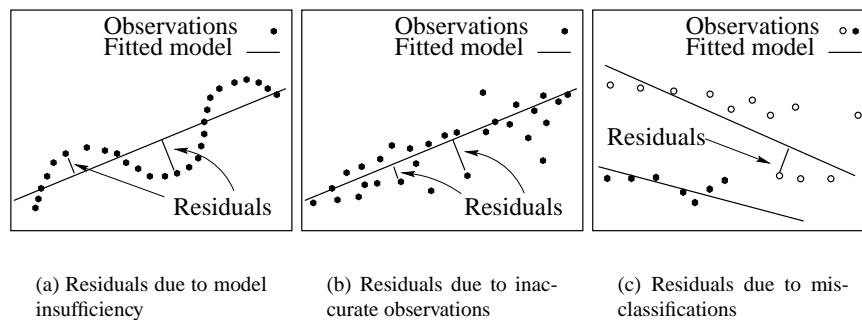 Observations
Fitted model
Residuals
(a) Residuals due to model
insufficiency
Observations
Fitted model
Residuals
(b) Residuals due to inac-
curate observations
Observations
Fitted model
Residuals
(c) Residuals due to mis-
classifications